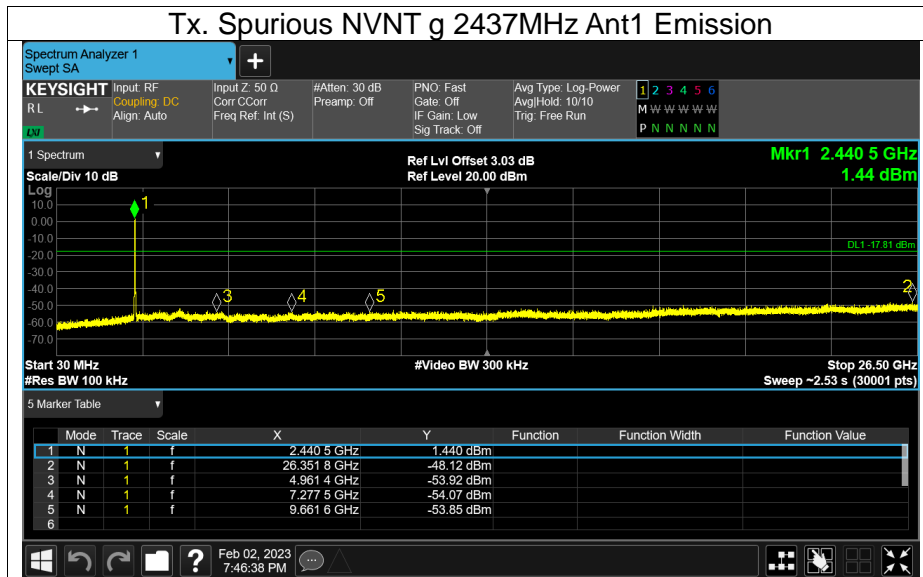 Tx. Spurious NVNT g 2437MHz Ant1 Emission
Spectrum Analyzer 1
Swept SA
+
KEYSIGHT Input: RF Input Z: 50 Ω #Atten: 30 dB PNO: Fast Avg Type: Log-Power 1 2 3 4 5 6
R L Coupling: DC Corr CCorr Preamp: Off Gate: Off Avg|Hold: 10/10 M W W W W W
Align: Auto Freq Ref: Int (S) IF Gain: Low Trig: Free Run
LXI Sig Track: Off P N N N N N
1 Spectrum Ref Lvl Offset 3.03 dB Mkr1 2.440 5 GHz
Scale/Div 10 dB Ref Level 20.00 dBm 1.44 dBm
Log
10.0 1
0.00
-10.0
DL1 -17.81 dBm
-20.0
-30.0
-40.0
3 4 5 2
-50.0
-60.0
-70.0
Start 30 MHz #Video BW 300 kHz Stop 26.50 GHz
#Res BW 100 kHz Sweep ~2.53 s (30001 pts)
5 Marker Table
Mode Trace Scale X Y Function Function Width Function Value
1 N 1 f 2.440 5 GHz 1.440 dBm
2 N 1 f 26.351 8 GHz -48.12 dBm
3 N 1 f 4.961 4 GHz -53.92 dBm
4 N 1 f 7.277 5 GHz -54.07 dBm
5 N 1 f 9.661 6 GHz -53.85 dBm
6
? Feb 02, 2023
7:46:38 PM